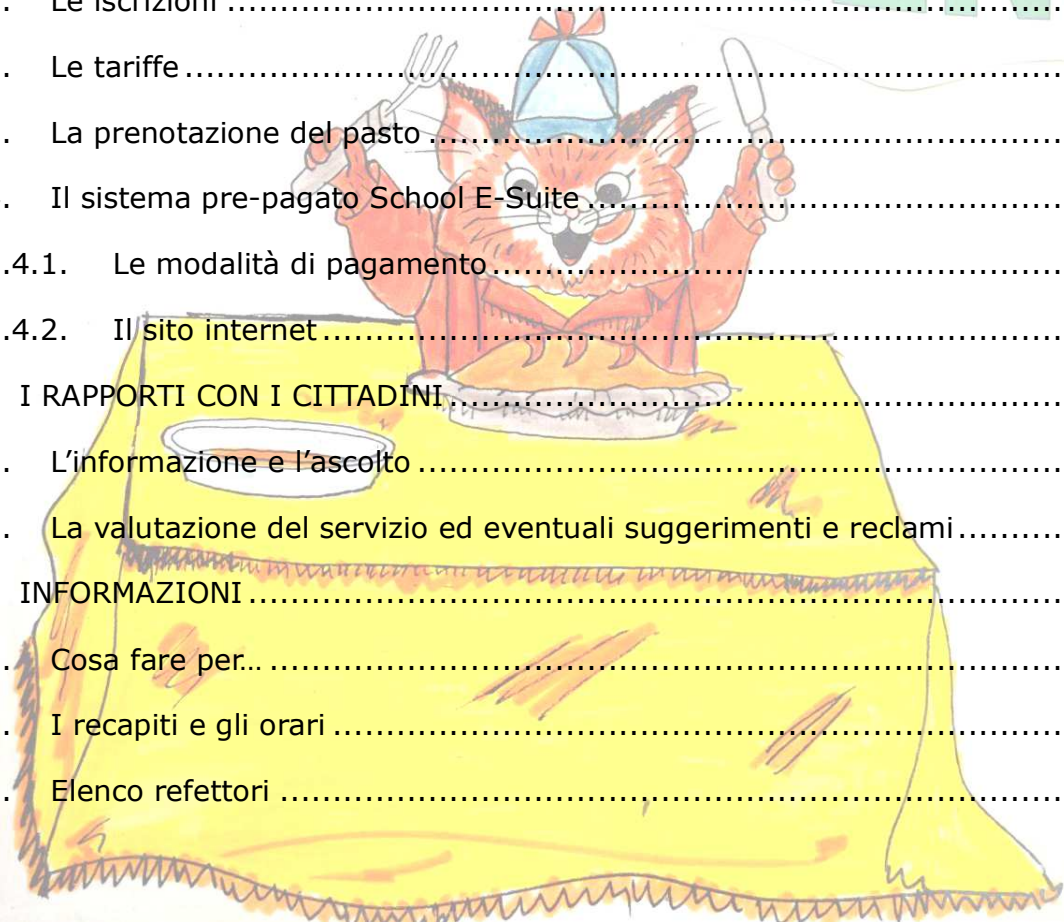 . Le iscrizioni ........................................................................
. Le tariffe ............................................................................
. La prenotazione del pasto ......................................................
. Il sistema pre-pagato School E-Suite .......................................
.4.1. Le modalità di pagamento ..................................................
.4.2. Il sito internet .................................................................
I RAPPORTI CON I CITTADINI ....................................................
. L’informazione e l’ascolto .......................................................
. La valutazione del servizio ed eventuali suggerimenti e reclami ..........
INFORMAZIONI ........................................................................
. Cosa fare per… .....................................................................
. I recapiti e gli orari ................................................................
. Elenco refettori .....................................................................